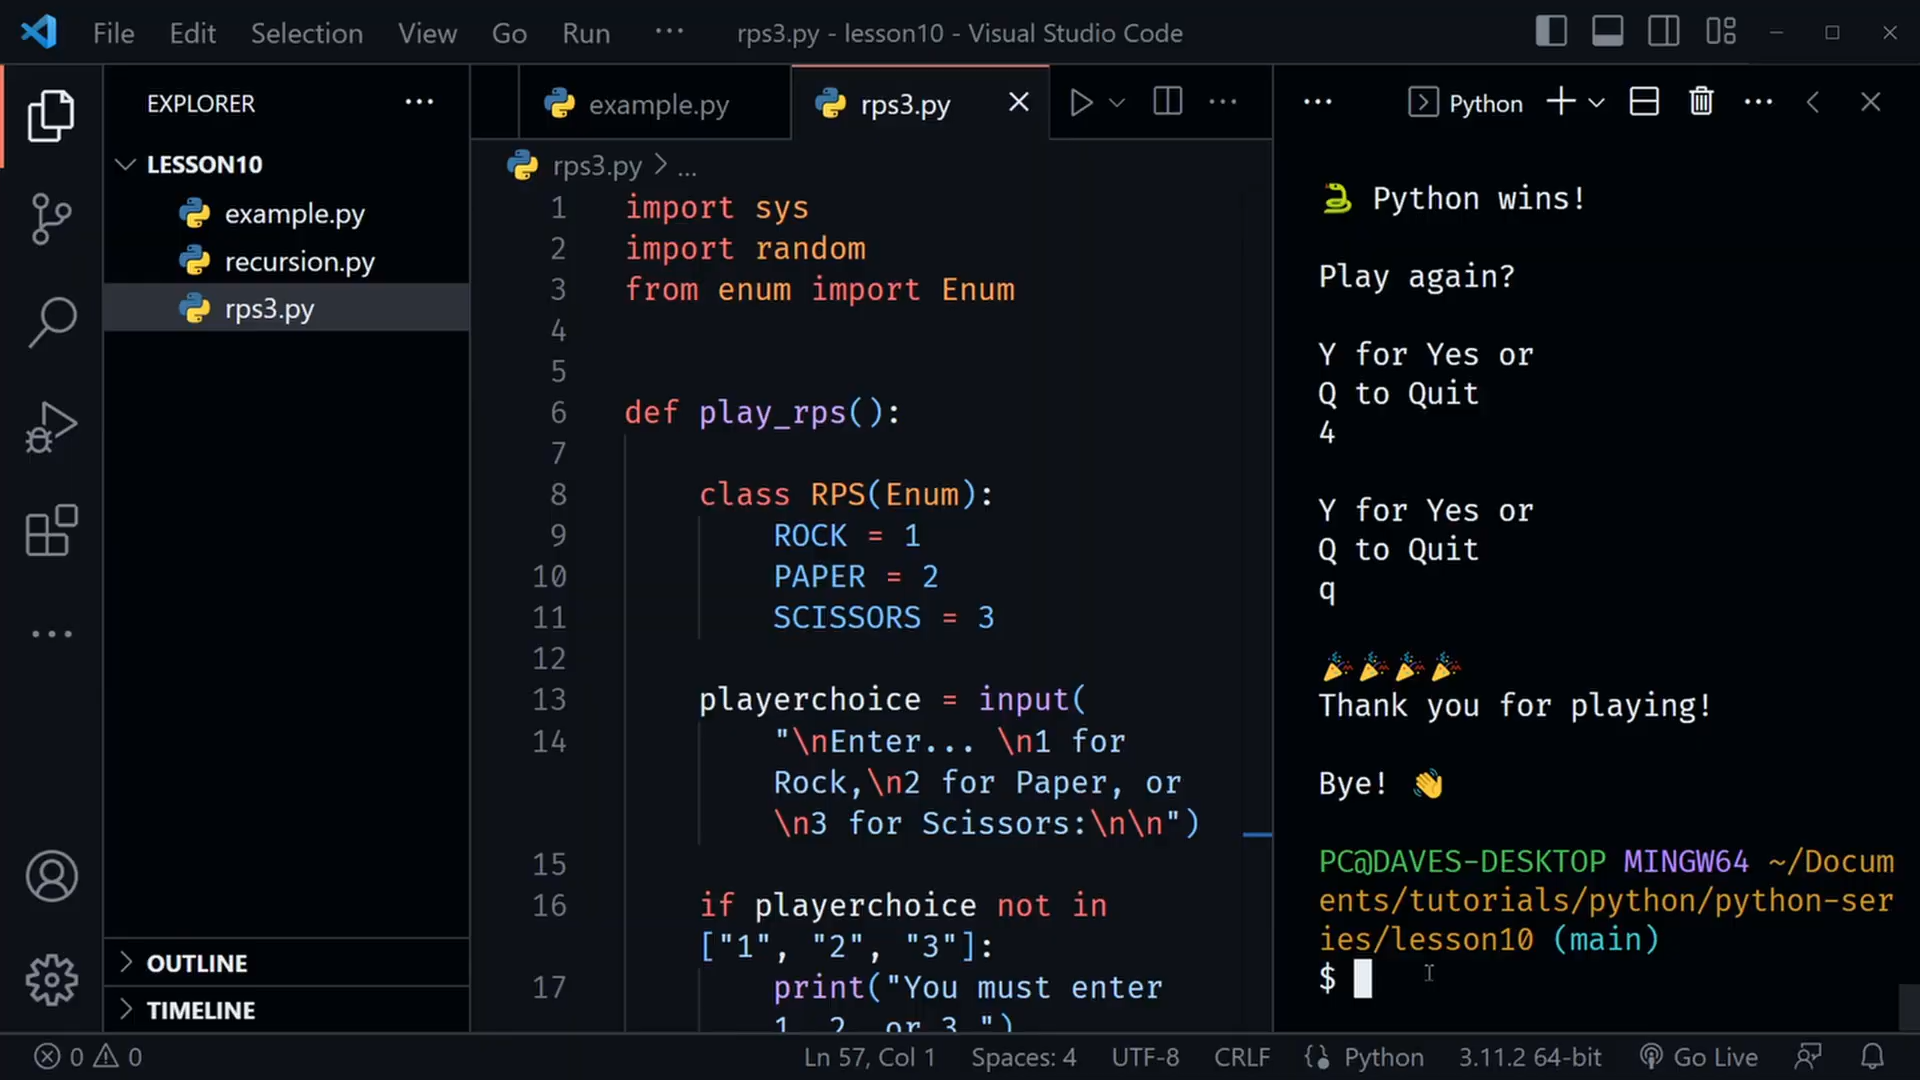 File Edit Selection View Go Run ··· rps3.py - lesson10 - Visual Studio Code
EXPLORER ···
LESSON10
example.py
recursion.py
rps3.py
OUTLINE
TIMELINE
example.py rps3.py
rps3.py > ...
1 import sys
2 import random
3 from enum import Enum
4
5
6 def play_rps():
7
8 class RPS(Enum):
9 ROCK = 1
10 PAPER = 2
11 SCISSORS = 3
12
13 playerchoice = input(
14 "\nEnter... \n1 for
Rock,\n2 for Paper, or
\n3 for Scissors:\n\n")
15
16 if playerchoice not in
["1", "2", "3"]:
17 print("You must enter
1, 2, or 3.")
Python
🐍 Python wins!
Play again?
Y for Yes or
Q to Quit
4
Y for Yes or
Q to Quit
q
🎉🎉🎉🎉
Thank you for playing!
Bye! 👋
PC@DAVES-DESKTOP MINGW64 ~/Docum
ents/tutorials/python/python-ser
ies/lesson10 (main)
$
0 0 Ln 57, Col 1 Spaces: 4 UTF-8 CRLF Python 3.11.2 64-bit Go Live